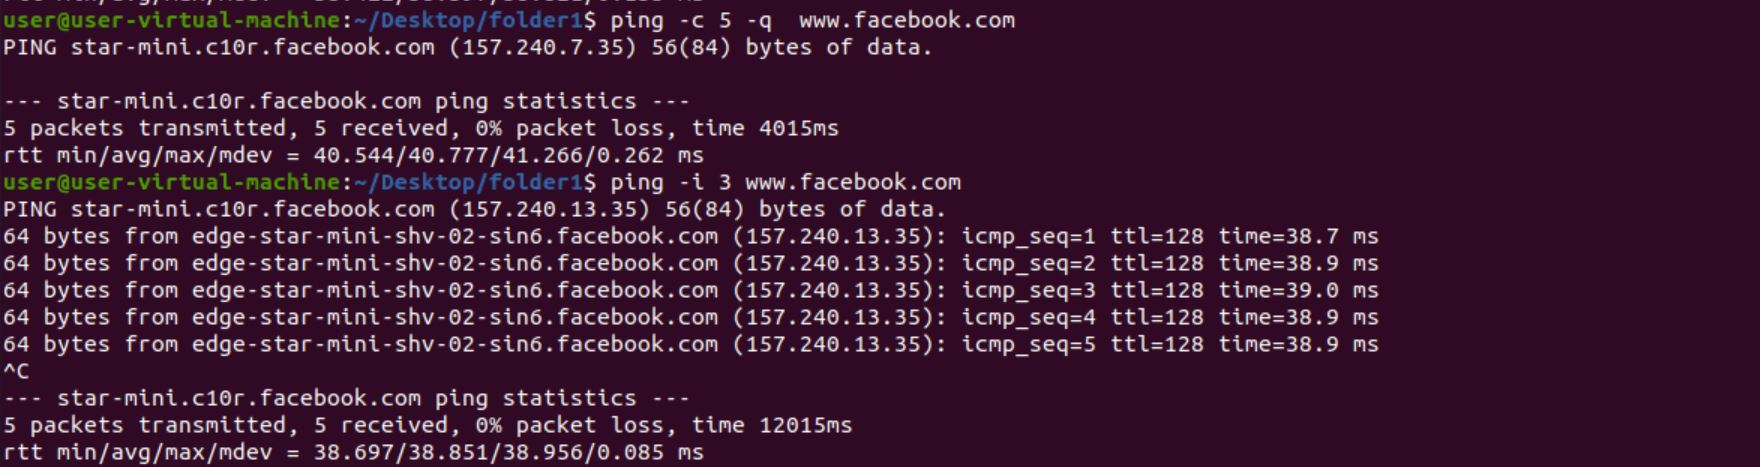 user@user-virtual-machine:~/Desktop/folder1$ ping -c 5 -q  www.facebook.com
PING star-mini.c10r.facebook.com (157.240.7.35) 56(84) bytes of data.

--- star-mini.c10r.facebook.com ping statistics ---
5 packets transmitted, 5 received, 0% packet loss, time 4015ms
rtt min/avg/max/mdev = 40.544/40.777/41.266/0.262 ms
user@user-virtual-machine:~/Desktop/folder1$ ping -i 3 www.facebook.com
PING star-mini.c10r.facebook.com (157.240.13.35) 56(84) bytes of data.
64 bytes from edge-star-mini-shv-02-sin6.facebook.com (157.240.13.35): icmp_seq=1 ttl=128 time=38.7 ms
64 bytes from edge-star-mini-shv-02-sin6.facebook.com (157.240.13.35): icmp_seq=2 ttl=128 time=38.9 ms
64 bytes from edge-star-mini-shv-02-sin6.facebook.com (157.240.13.35): icmp_seq=3 ttl=128 time=39.0 ms
64 bytes from edge-star-mini-shv-02-sin6.facebook.com (157.240.13.35): icmp_seq=4 ttl=128 time=38.9 ms
64 bytes from edge-star-mini-shv-02-sin6.facebook.com (157.240.13.35): icmp_seq=5 ttl=128 time=38.9 ms
^C
--- star-mini.c10r.facebook.com ping statistics ---
5 packets transmitted, 5 received, 0% packet loss, time 12015ms
rtt min/avg/max/mdev = 38.697/38.851/38.956/0.085 ms